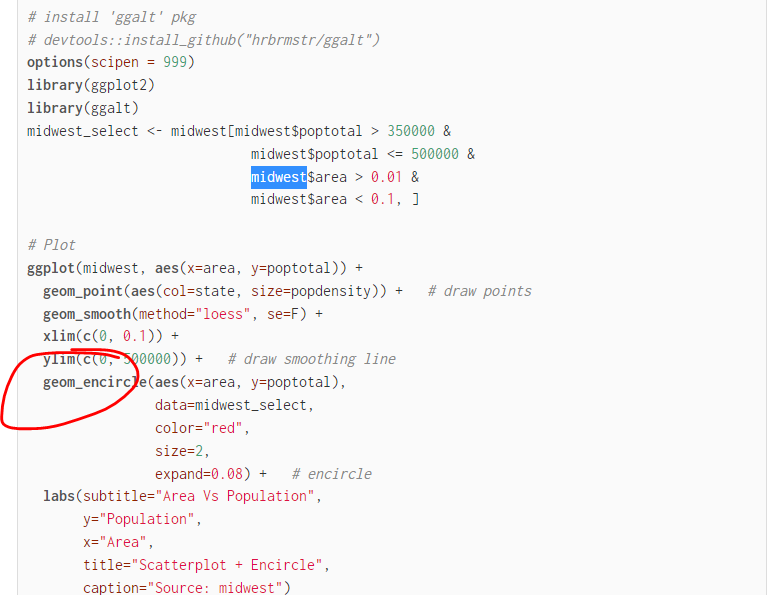 # install 'ggalt' pkg
# devtools::install_github("hrbrmstr/ggalt")
options(scipen = 999)
library(ggplot2)
library(ggalt)
midwest_select <- midwest[midwest$poptotal > 350000 &
midwest$poptotal <= 500000 &
midwest$area > 0.01 &
midwest$area < 0.1, ]
# Plot
ggplot(midwest, aes(x=area, y=poptotal)) +
geom_point(aes(col=state, size=popdensity)) +   # draw points
geom_smooth(method="loess", se=F) +
xlim(c(0, 0.1)) +
ylim(c(0, 500000)) +   # draw smoothing line
geom_encircle(aes(x=area, y=poptotal),
data=midwest_select,
color="red",
size=2,
expand=0.08) +   # encircle
labs(subtitle="Area Vs Population",
y="Population",
x="Area",
title="Scatterplot + Encircle",
caption="Source: midwest")